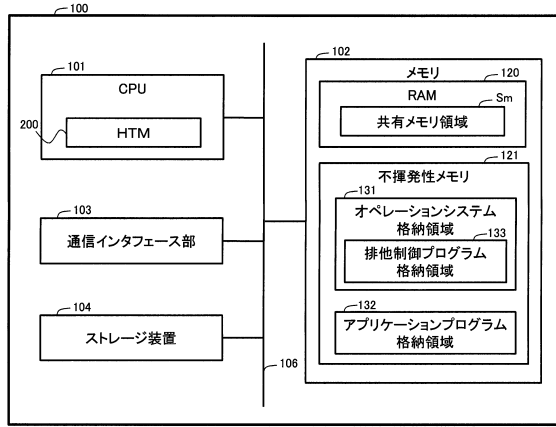 100
101
CPU
200
HTM
103
通信インタフェース部
104
ストレージ装置
106
102
メモリ
120
RAM
Sm
共有メモリ領域
121
不揮発性メモリ
131
オペレーションシステム
格納領域
133
排他制御プログラム
格納領域
132
アプリケーションプログラム
格納領域